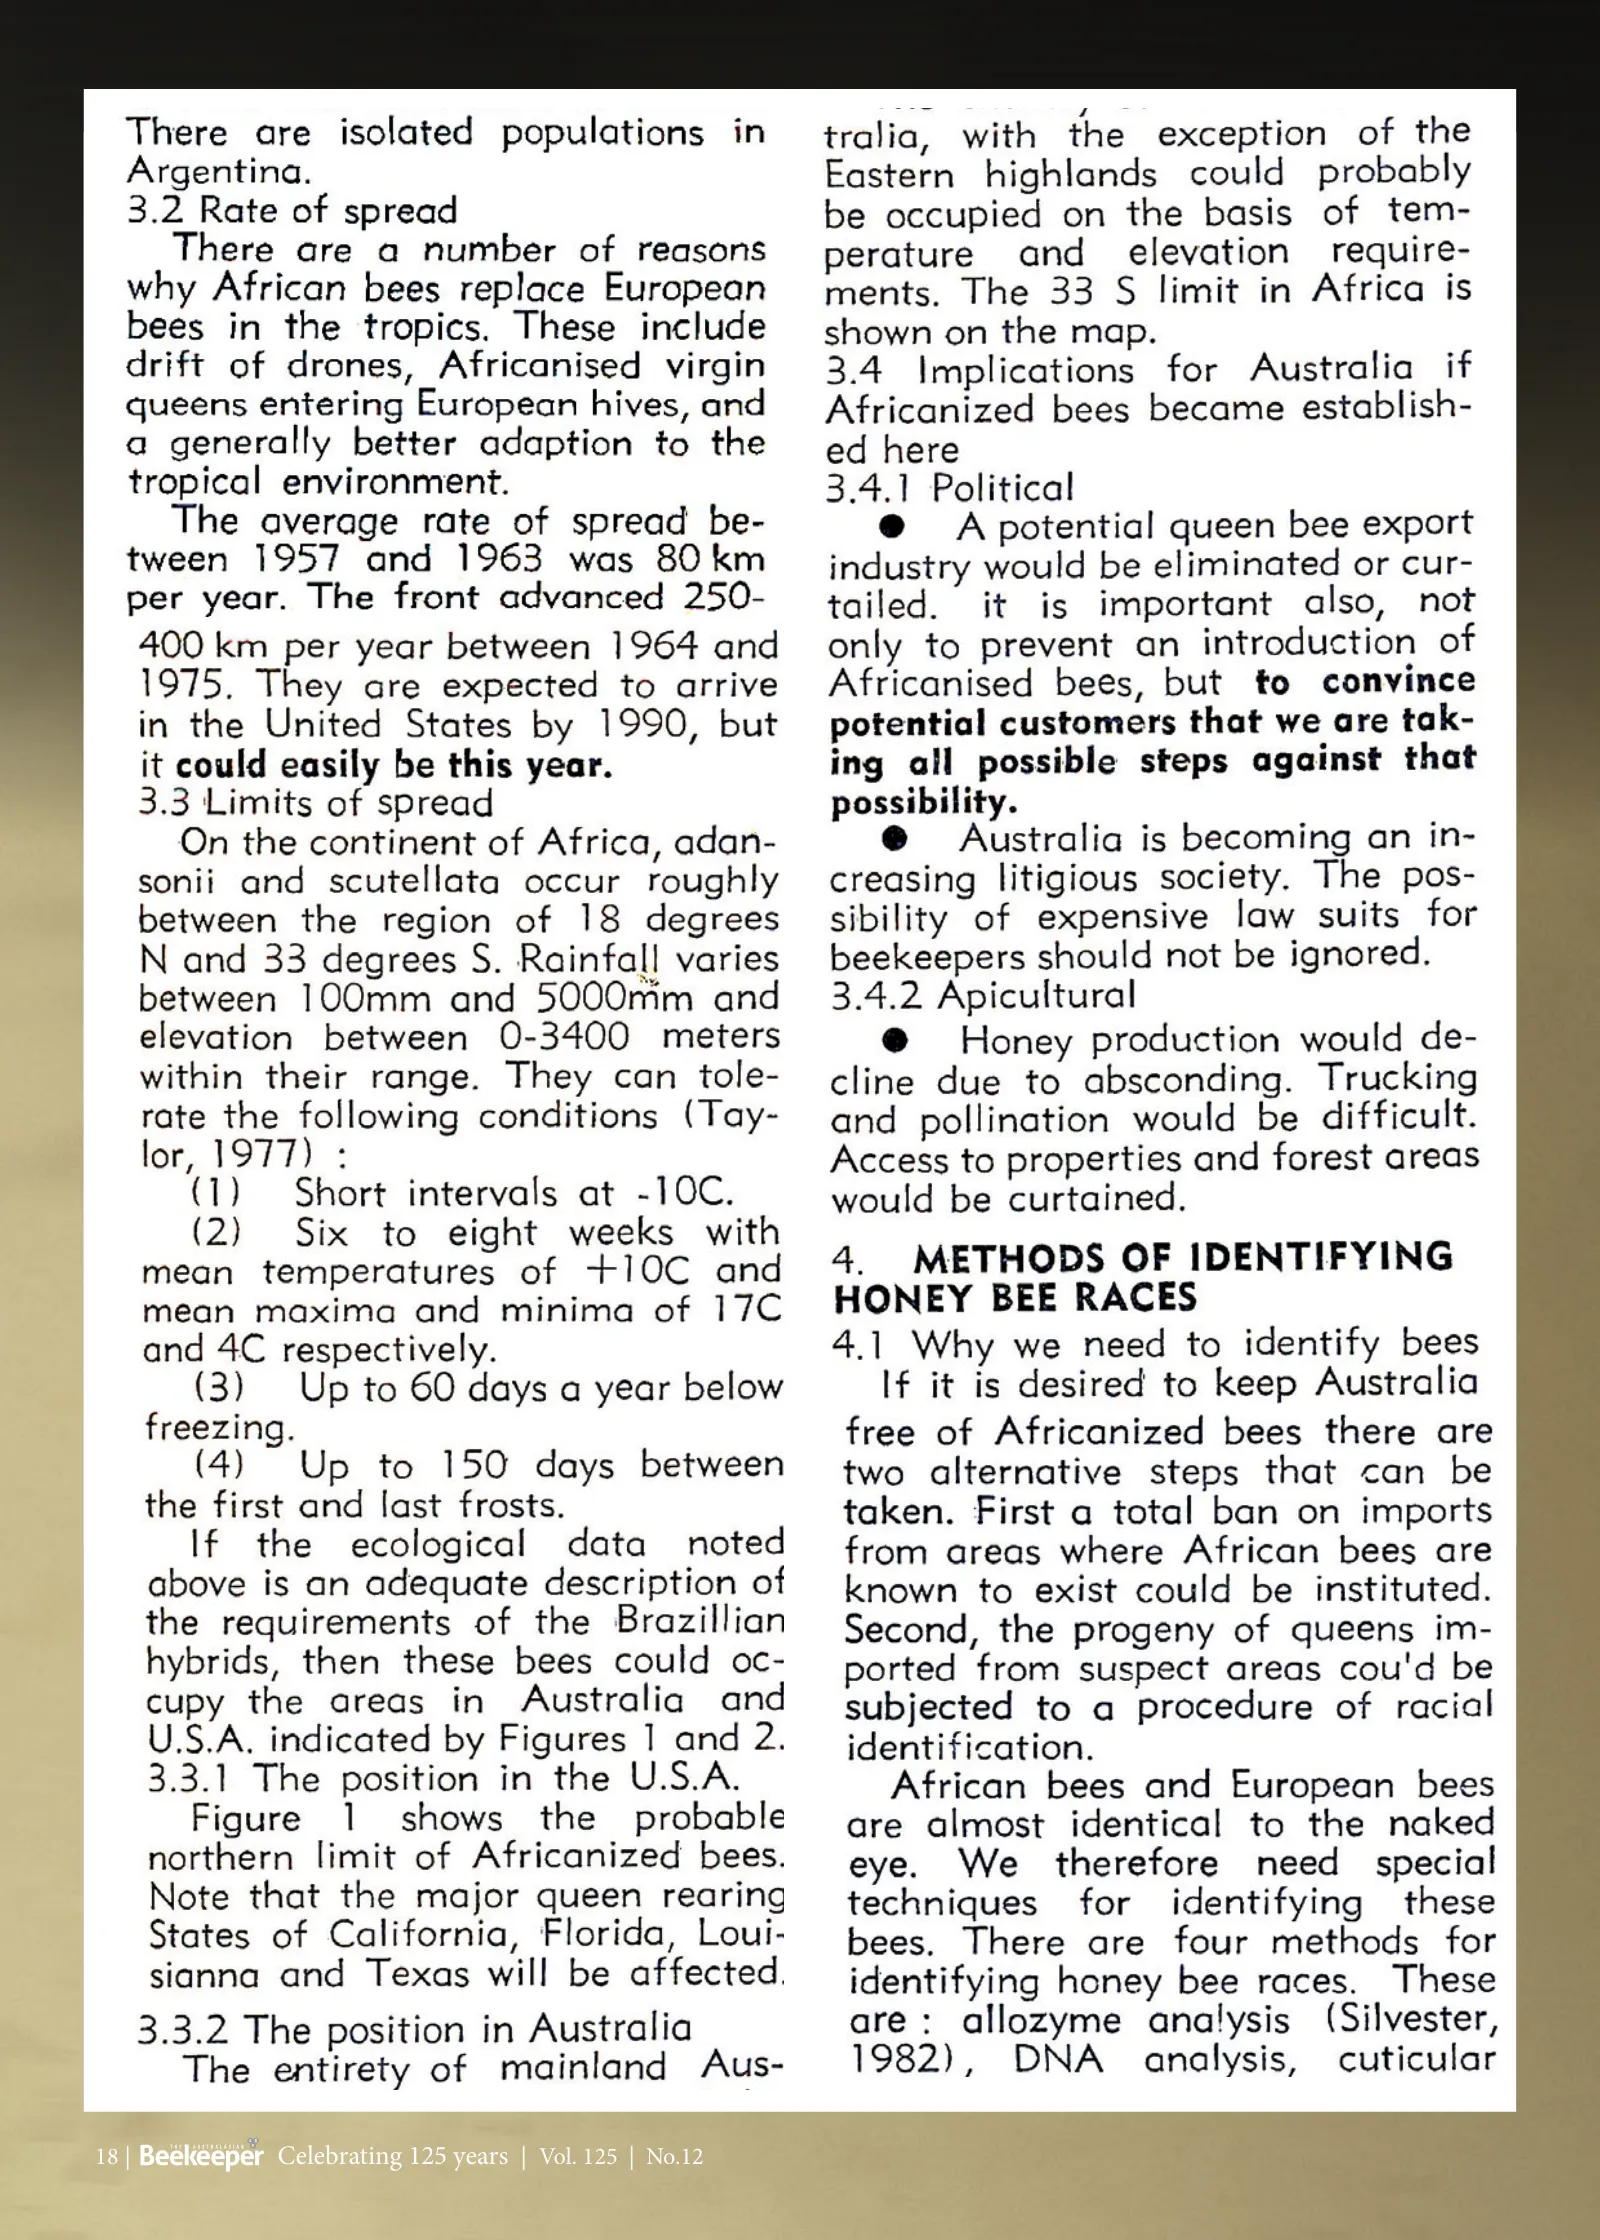 There are isolated populations in
Argentina.
3.2 Rate of spread
There are a number of reasons
why African bees replace European
bees in the tropics. These include
drift of drones, Africanised virgin
queens entering European hives, and
a generally better adaption to the
tropical environment.
The average rate of spread be-
tween 1957 and 1963 was 80 km
per year. The front advanced 250-
400 km per year between 1964 and
1975. They are expected to arrive
in the United States by 1990, but
it could easily be this year.
3.3 Limits of spread
On the continent of Africa, adan-
sonii and scutellata occur roughly
between the region of 18 degrees
N and 33 degrees S. Rainfall varies
between 100mm and 5000mm and
elevation between 0-3400 meters
within their range. They can tole-
rate the following conditions (Tay-
lor, 1977) :
(1) Short intervals at -10C.
(2) Six to eight weeks with
mean temperatures of +10C and
mean maxima and minima of 17C
and 4C respectively.
(3) Up to 60 days a year below
freezing.
(4) Up to 150 days between
the first and last frosts.
If the ecological data noted
above is an adequate description of
the requirements of the Brazillian
hybrids, then these bees could oc-
cupy the areas in Australia and
U.S.A. indicated by Figures 1 and 2.
3.3.1 The position in the U.S.A.
Figure 1 shows the probable
northern limit of Africanized bees.
Note that the major queen rearing
States of California, Florida, Loui-
sianna and Texas will be affected.
3.3.2 The position in Australia
The entirety of mainland Aus-
tralia, with the exception of the
Eastern highlands could probably
be occupied on the basis of tem-
perature and elevation require-
ments. The 33 S limit in Africa is
shown on the map.
3.4 Implications for Australia if
Africanized bees became establish-
ed here
3.4.1 Political
● A potential queen bee export
industry would be eliminated or cur-
tailed. it is important also, not
only to prevent an introduction of
Africanised bees, but to convince
potential customers that we are tak-
ing all possible steps against that
possibility.
● Australia is becoming an in-
creasing litigious society. The pos-
sibility of expensive law suits for
beekeepers should not be ignored.
3.4.2 Apicultural
● Honey production would de-
cline due to absconding. Trucking
and pollination would be difficult.
Access to properties and forest areas
would be curtained.
4. METHODS OF IDENTIFYING
HONEY BEE RACES
4.1 Why we need to identify bees
If it is desired to keep Australia
free of Africanized bees there are
two alternative steps that can be
taken. First a total ban on imports
from areas where African bees are
known to exist could be instituted.
Second, the progeny of queens im-
ported from suspect areas cou'd be
subjected to a procedure of racial
identification.
African bees and European bees
are almost identical to the naked
eye. We therefore need special
techniques for identifying these
bees. There are four methods for
identifying honey bee races. These
are : allozyme analysis (Silvester,
1982), DNA analysis, cuticular
18 | THE AUSTRALASIAN Beekeeper Celebrating 125 years | Vol. 125 | No.12